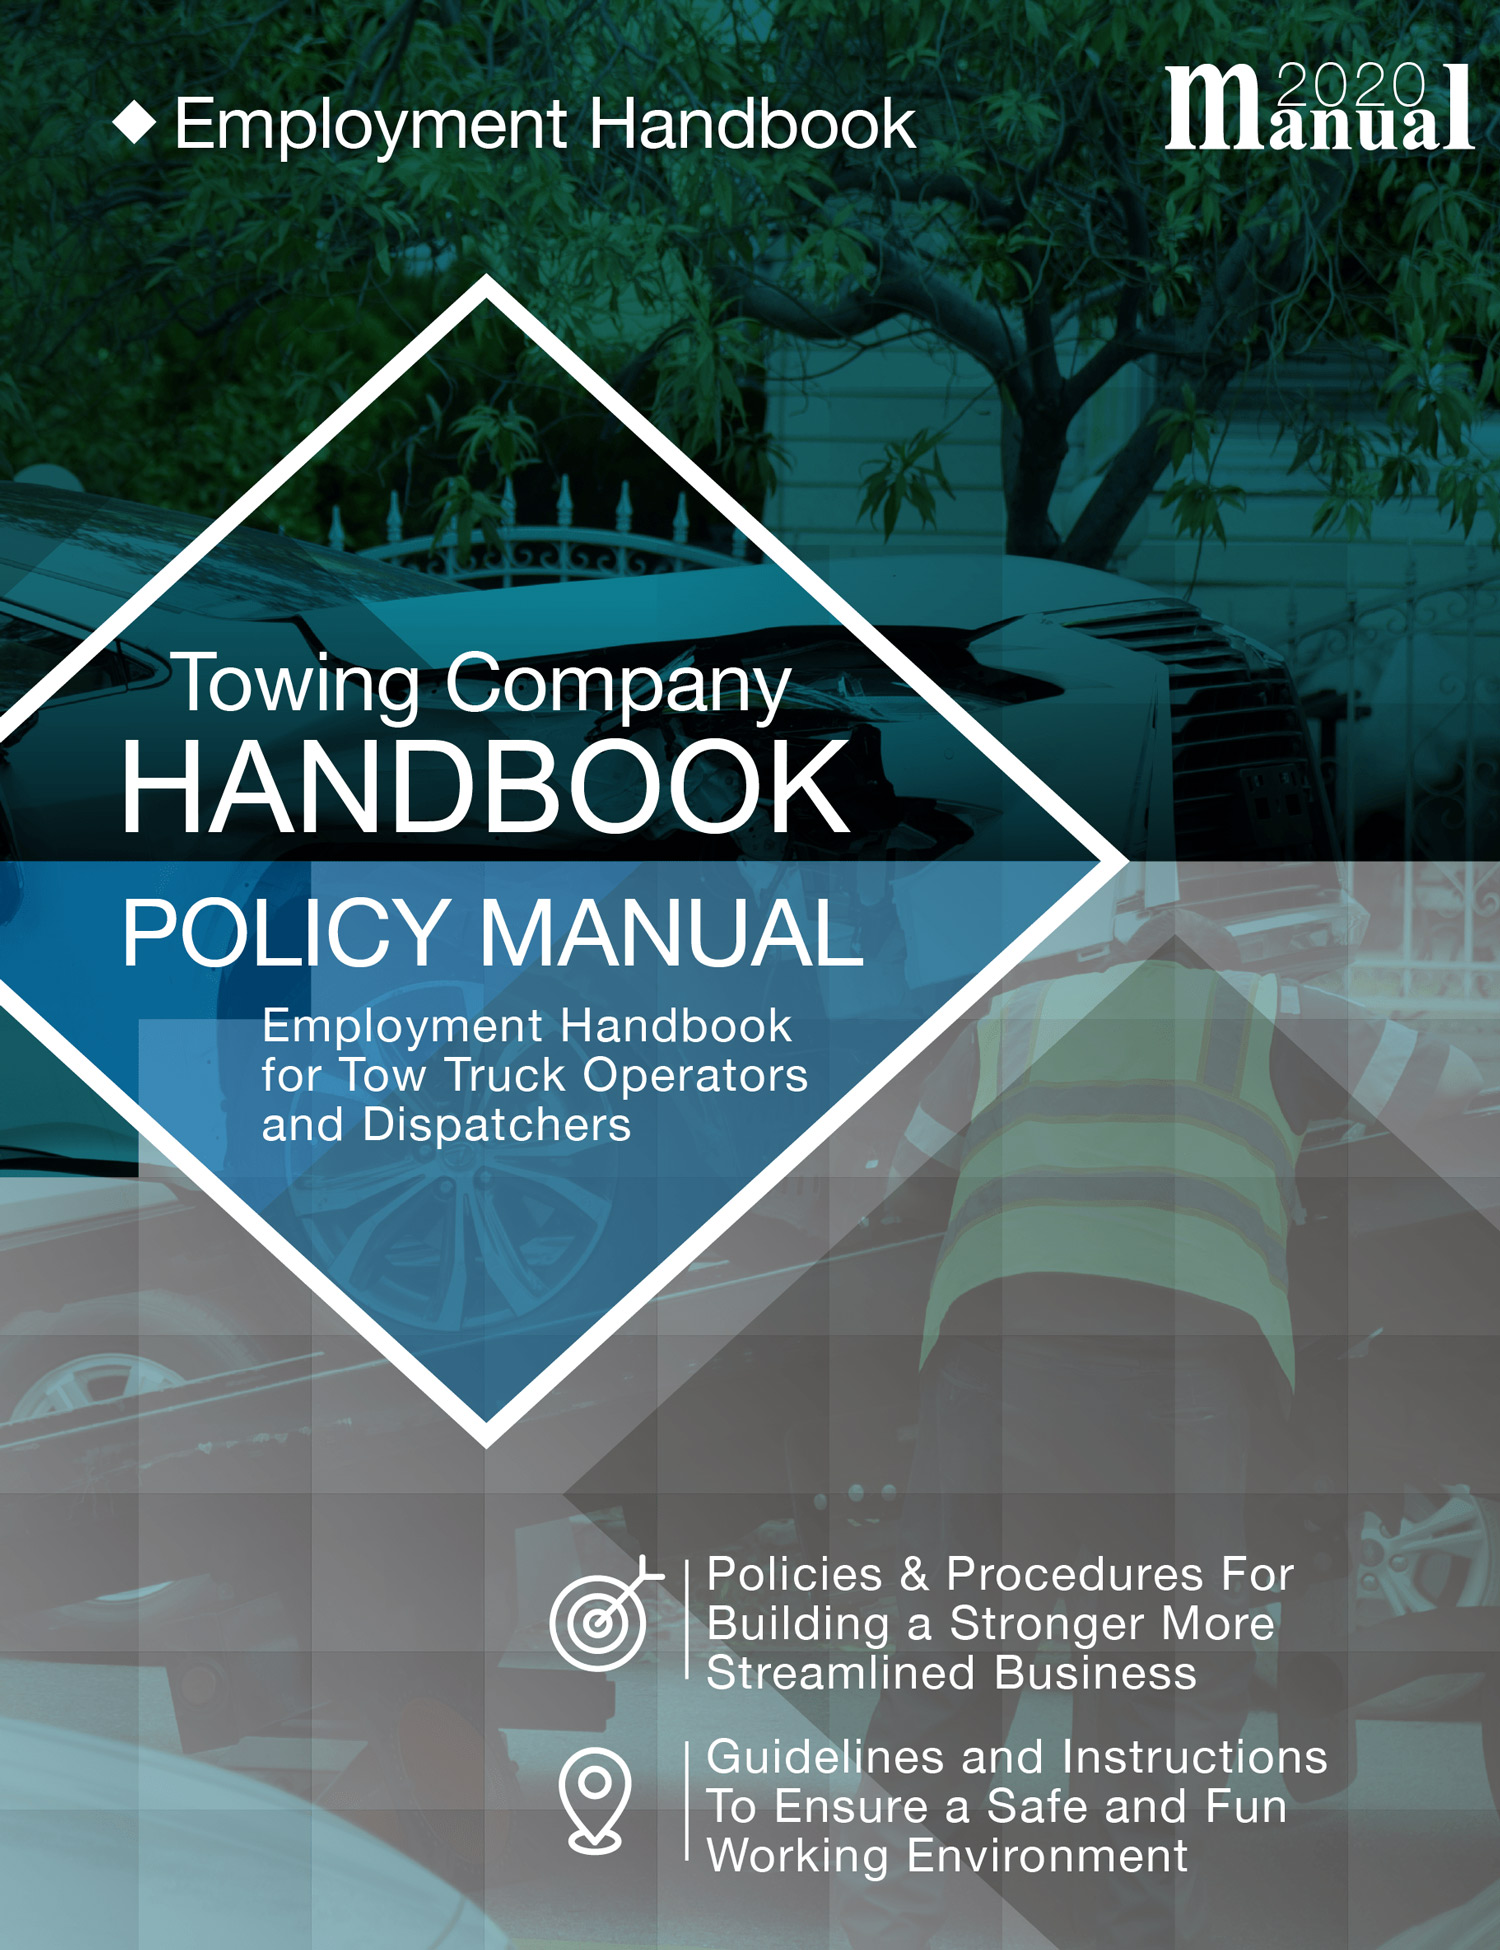 Employment Handbook
2020
manual
Towing Company
HANDBOOK
POLICY MANUAL
Employment Handbook
for Tow Truck Operators
and Dispatchers
Policies & Procedures For
Building a Stronger More
Streamlined Business
Guidelines and Instructions
To Ensure a Safe and Fun
Working Environment